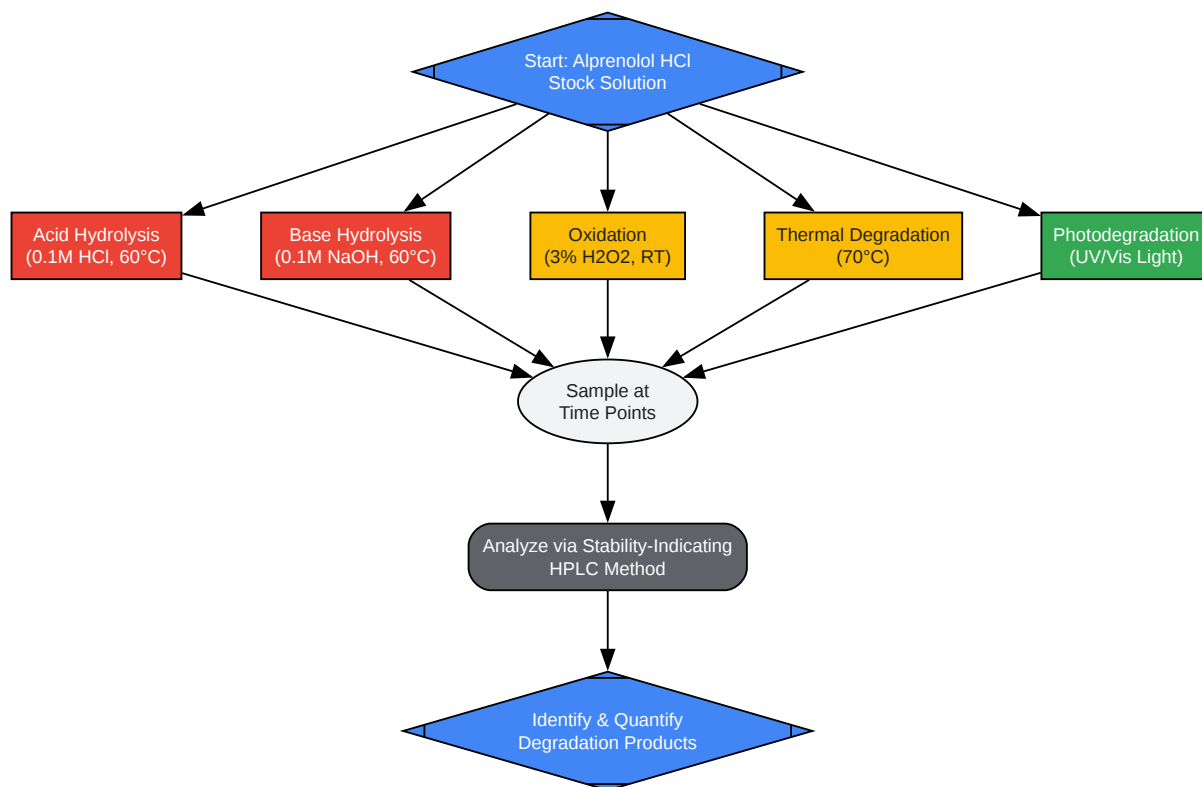 Start: Alprenolol HCl
Stock Solution
Acid Hydrolysis
(0.1M HCl, 60°C)
Base Hydrolysis
(0.1M NaOH, 60°C)
Oxidation
(3% H2O2, RT)
Thermal Degradation
(70°C)
Photodegradation
(UV/Vis Light)
Sample at
Time Points
Analyze via Stability-Indicating
HPLC Method
Identify & Quantify
Degradation Products